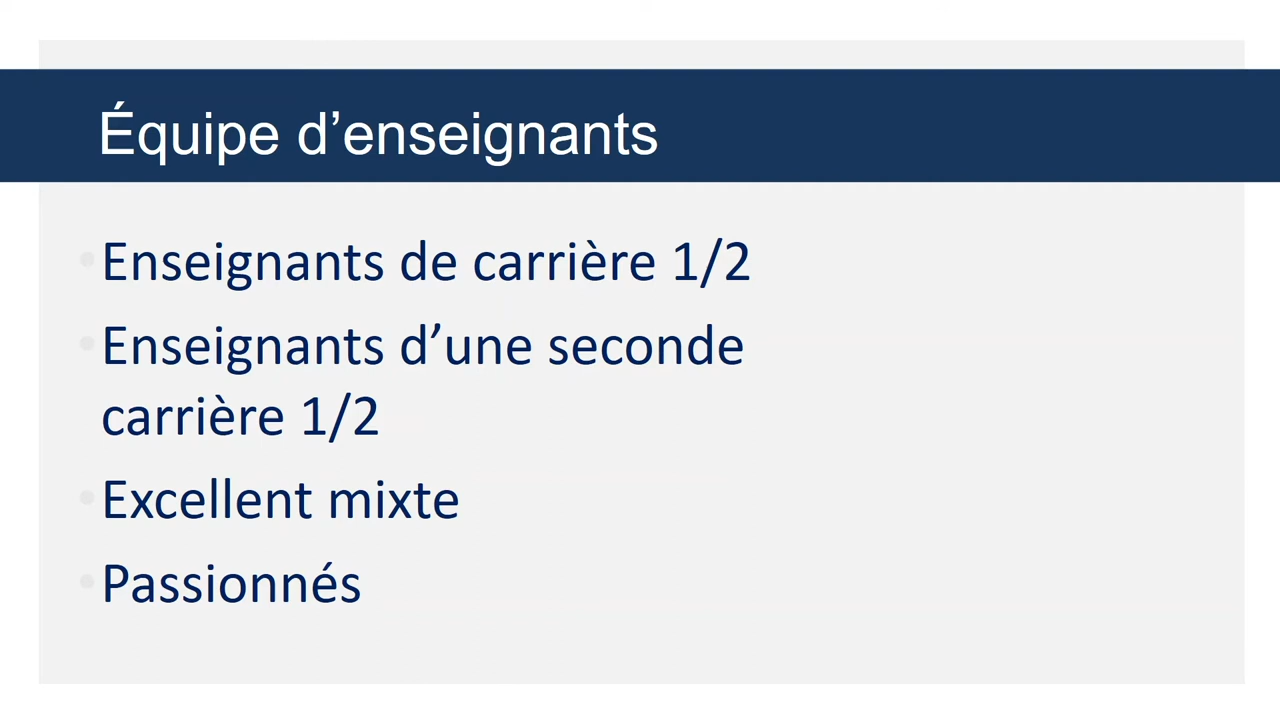 Équipe d’enseignants
•Enseignants de carrière 1/2
•Enseignants d’une seconde
carrière 1/2
•Excellent mixte
•Passionnés